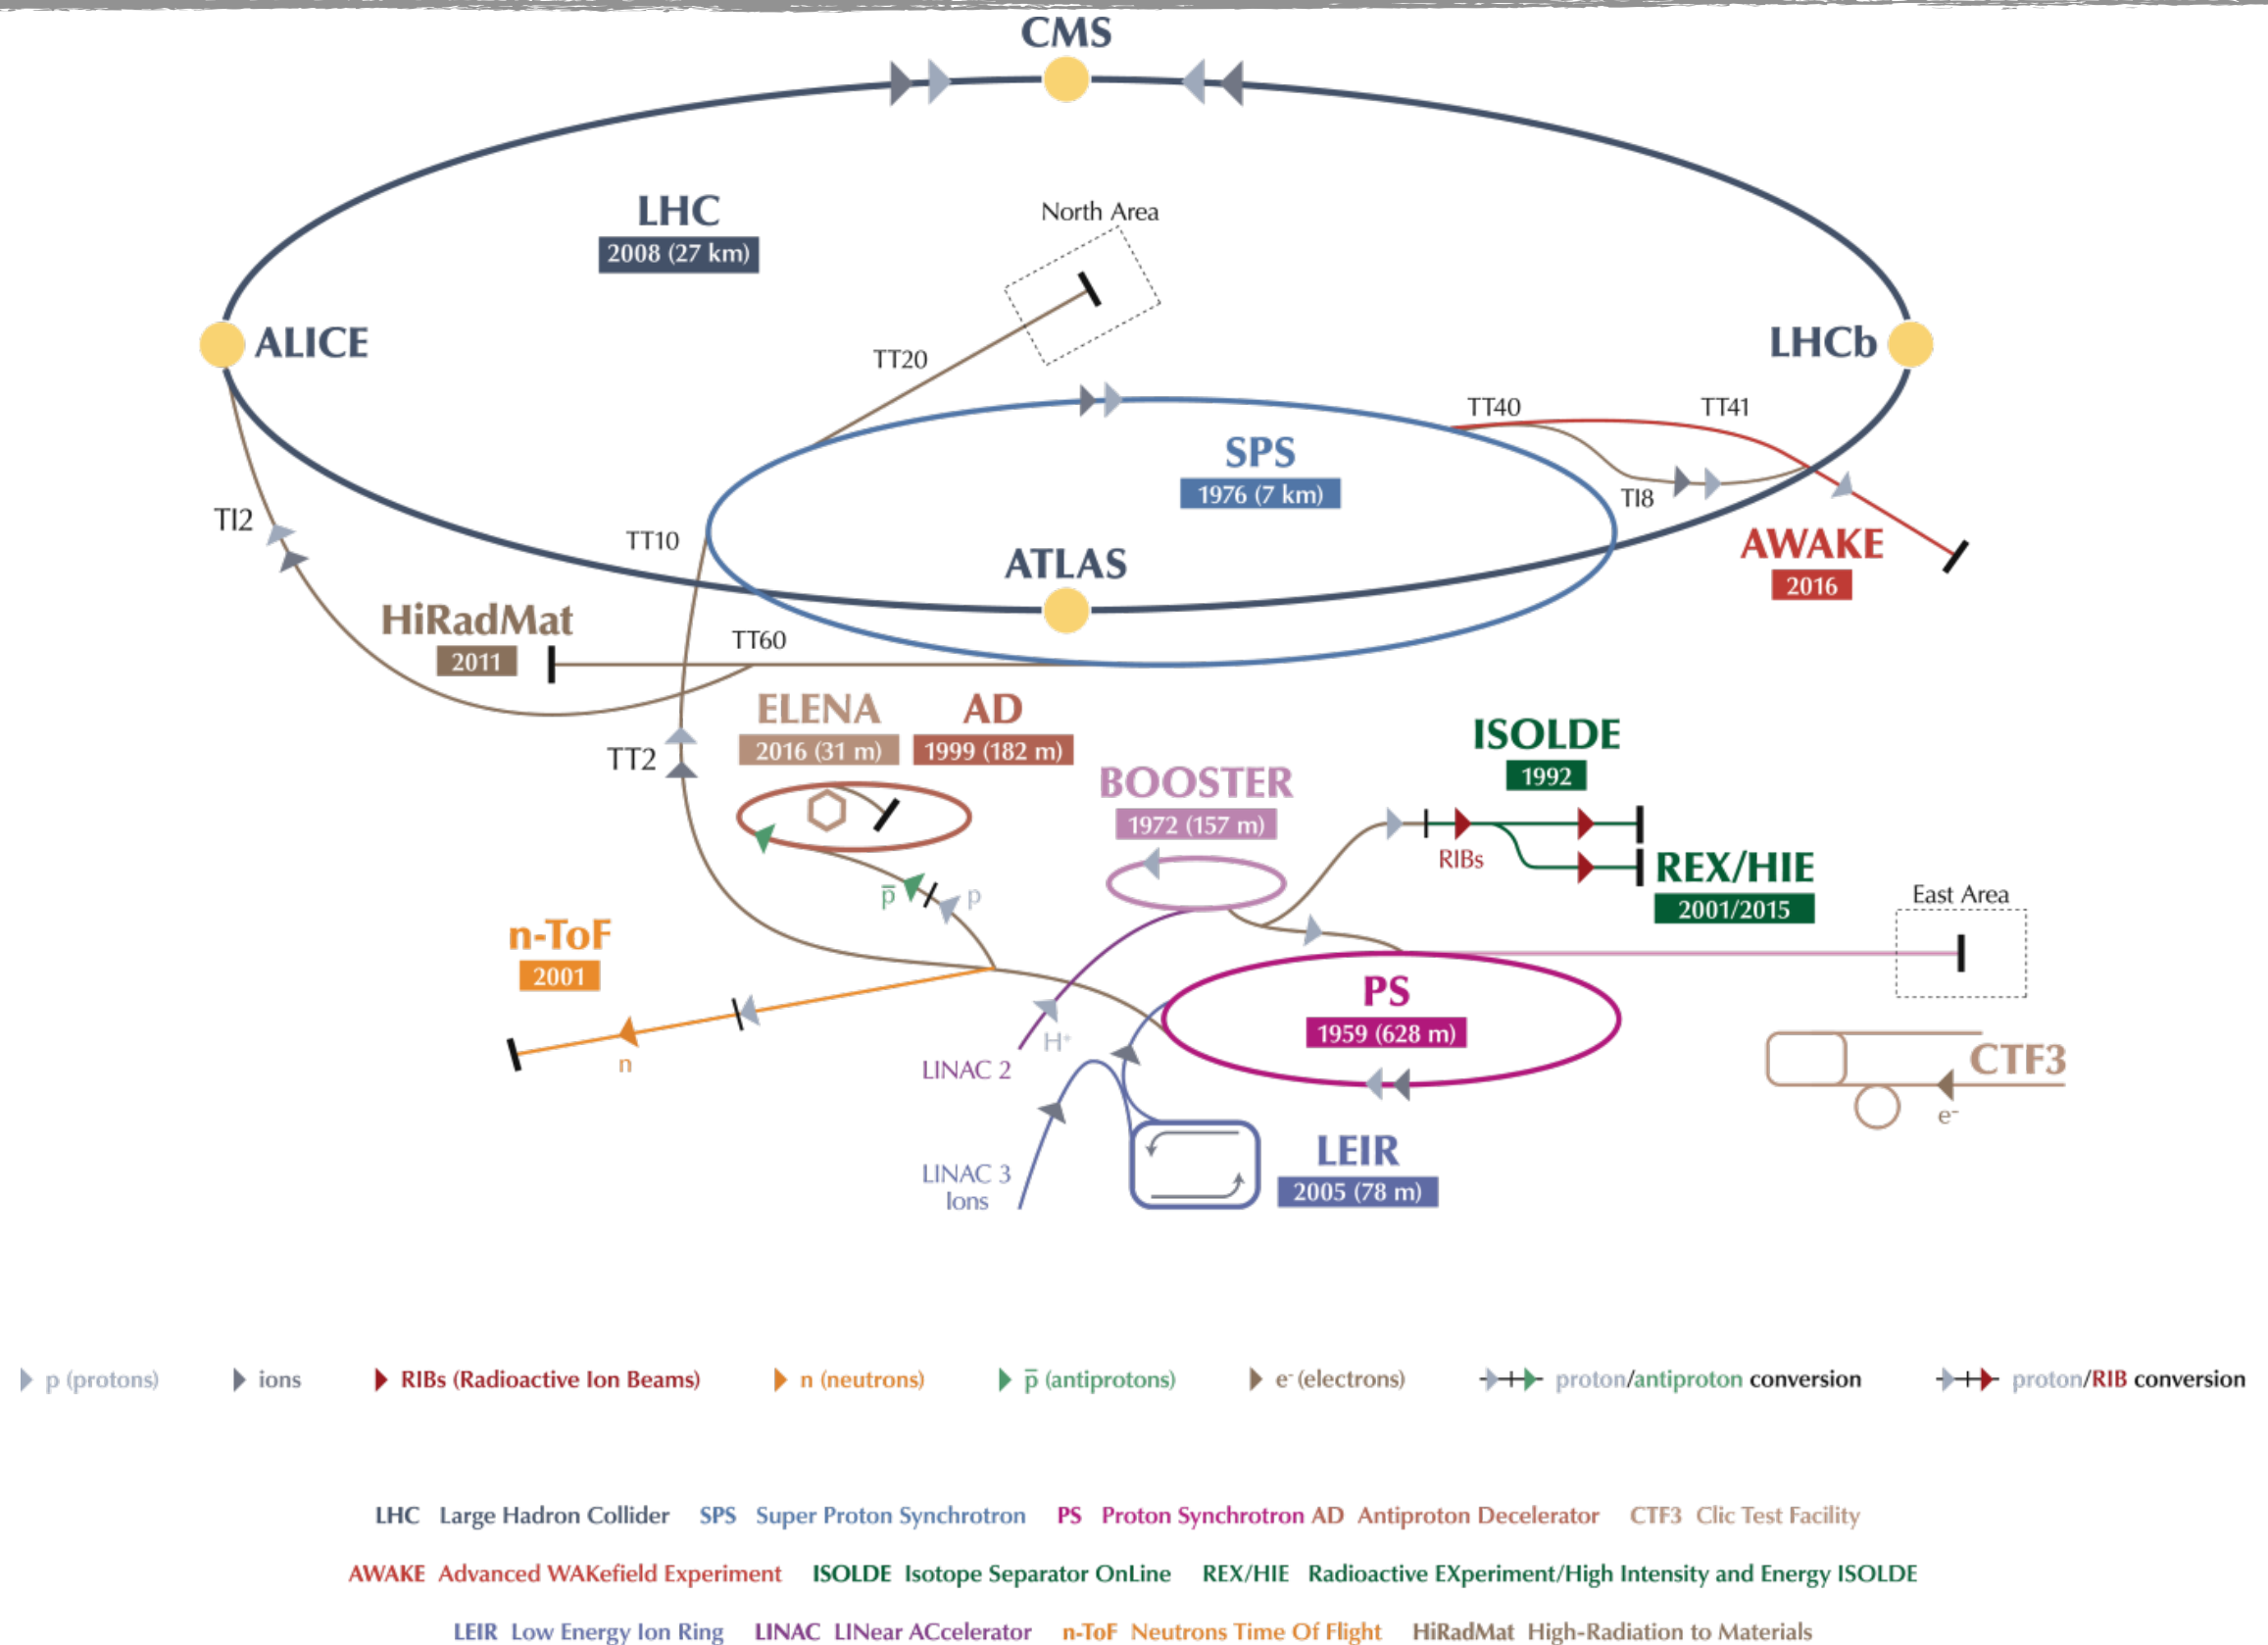 CMS
LHC
2008 (27 km)
North Area
ALICE
LHCb
TT20
TT40
TT41
SPS
1976 (7 km)
TI8
TI2
TT10
ATLAS
AWAKE
2016
HiRadMat
2011
TT60
ELENA
2016 (31 m)
AD
1999 (182 m)
TT2
ISOLDE
1992
BOOSTER
1972 (157 m)
RIBs
REX/HIE
2001/2015
p̅
p
East Area
n-ToF
2001
PS
1959 (628 m)
H⁺
n
LINAC 2
CTF3
e⁻
LEIR
2005 (78 m)
LINAC 3
Ions
p (protons) ions RIBs (Radioactive Ion Beams) n (neutrons) p̅ (antiprotons) e⁻ (electrons) proton/antiproton conversion proton/RIB conversion
LHC Large Hadron Collider SPS Super Proton Synchrotron PS Proton Synchrotron AD Antiproton Decelerator CTF3 Clic Test Facility
AWAKE Advanced WAKefield Experiment ISOLDE Isotope Separator OnLine REX/HIE Radioactive EXperiment/High Intensity and Energy ISOLDE
LEIR Low Energy Ion Ring LINAC LINear ACcelerator n-ToF Neutrons Time Of Flight HiRadMat High-Radiation to Materials